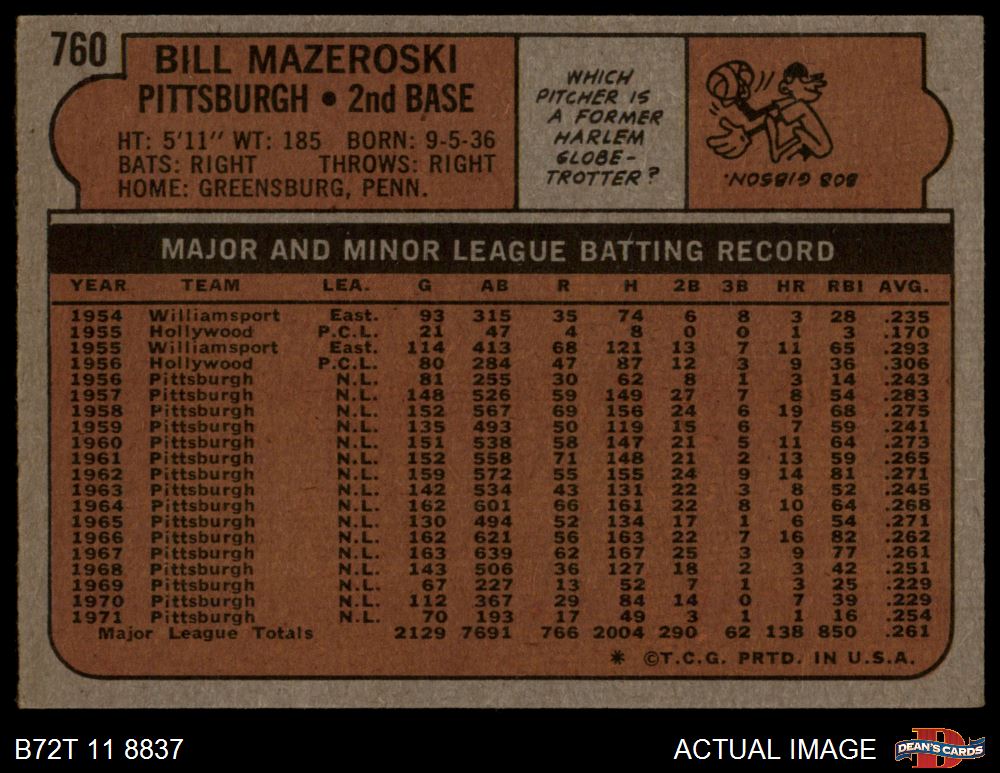 760
BILL MAZEROSKI
PITTSBURGH • 2nd BASE
HT: 5'11" WT: 185 BORN: 9-5-36
BATS: RIGHT THROWS: RIGHT
HOME: GREENSBURG, PENN.
WHICH
PITCHER IS
A FORMER
HARLEM
GLOBE-
TROTTER?
BOB GIBSON.
MAJOR AND MINOR LEAGUE BATTING RECORD
YEAR TEAM LEA. G AB R H 2B 3B HR RBI AVG.
1954 Williamsport East. 93 315 35 74 6 8 3 28 .235
1955 Hollywood P.C.L. 21 47 4 8 0 0 1 3 .170
1955 Williamsport East. 114 413 68 121 13 7 11 65 .293
1956 Hollywood P.C.L. 80 284 47 87 12 3 9 36 .306
1956 Pittsburgh N.L. 81 255 30 62 8 1 3 14 .243
1957 Pittsburgh N.L. 148 526 59 149 27 7 8 54 .283
1958 Pittsburgh N.L. 152 567 69 156 24 6 19 68 .275
1959 Pittsburgh N.L. 135 493 50 119 15 6 7 59 .241
1960 Pittsburgh N.L. 151 538 58 147 21 5 11 64 .273
1961 Pittsburgh N.L. 152 558 71 148 21 2 13 59 .265
1962 Pittsburgh N.L. 159 572 55 155 24 9 14 81 .271
1963 Pittsburgh N.L. 142 534 43 131 22 3 8 52 .245
1964 Pittsburgh N.L. 162 601 66 161 22 8 10 64 .268
1965 Pittsburgh N.L. 130 494 52 134 17 1 6 54 .271
1966 Pittsburgh N.L. 162 621 56 163 22 7 16 82 .262
1967 Pittsburgh N.L. 163 639 62 167 25 3 9 77 .261
1968 Pittsburgh N.L. 143 506 36 127 18 2 3 42 .251
1969 Pittsburgh N.L. 67 227 13 52 7 1 3 25 .229
1970 Pittsburgh N.L. 112 367 29 84 14 0 7 39 .229
1971 Pittsburgh N.L. 70 193 17 49 3 1 1 16 .254
Major League Totals 2129 7691 766 2004 290 62 138 850 .261
* ©T.C.G. PRTD. IN U.S.A.
B72T 11 8837
ACTUAL IMAGE
D
DEAN'S CARDS